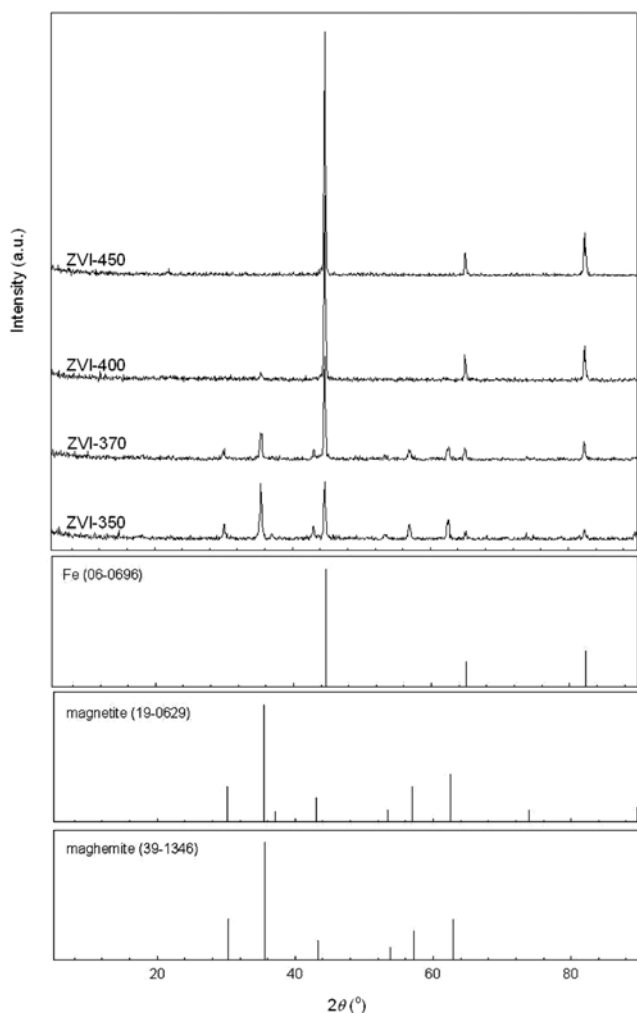 Intensity (a.u.)
ZVI-450
ZVI-400
ZVI-370
ZVI-350
Fe (06-0696)
magnetite (19-0629)
maghemite (39-1346)
20 40 60 80
2θ (°)